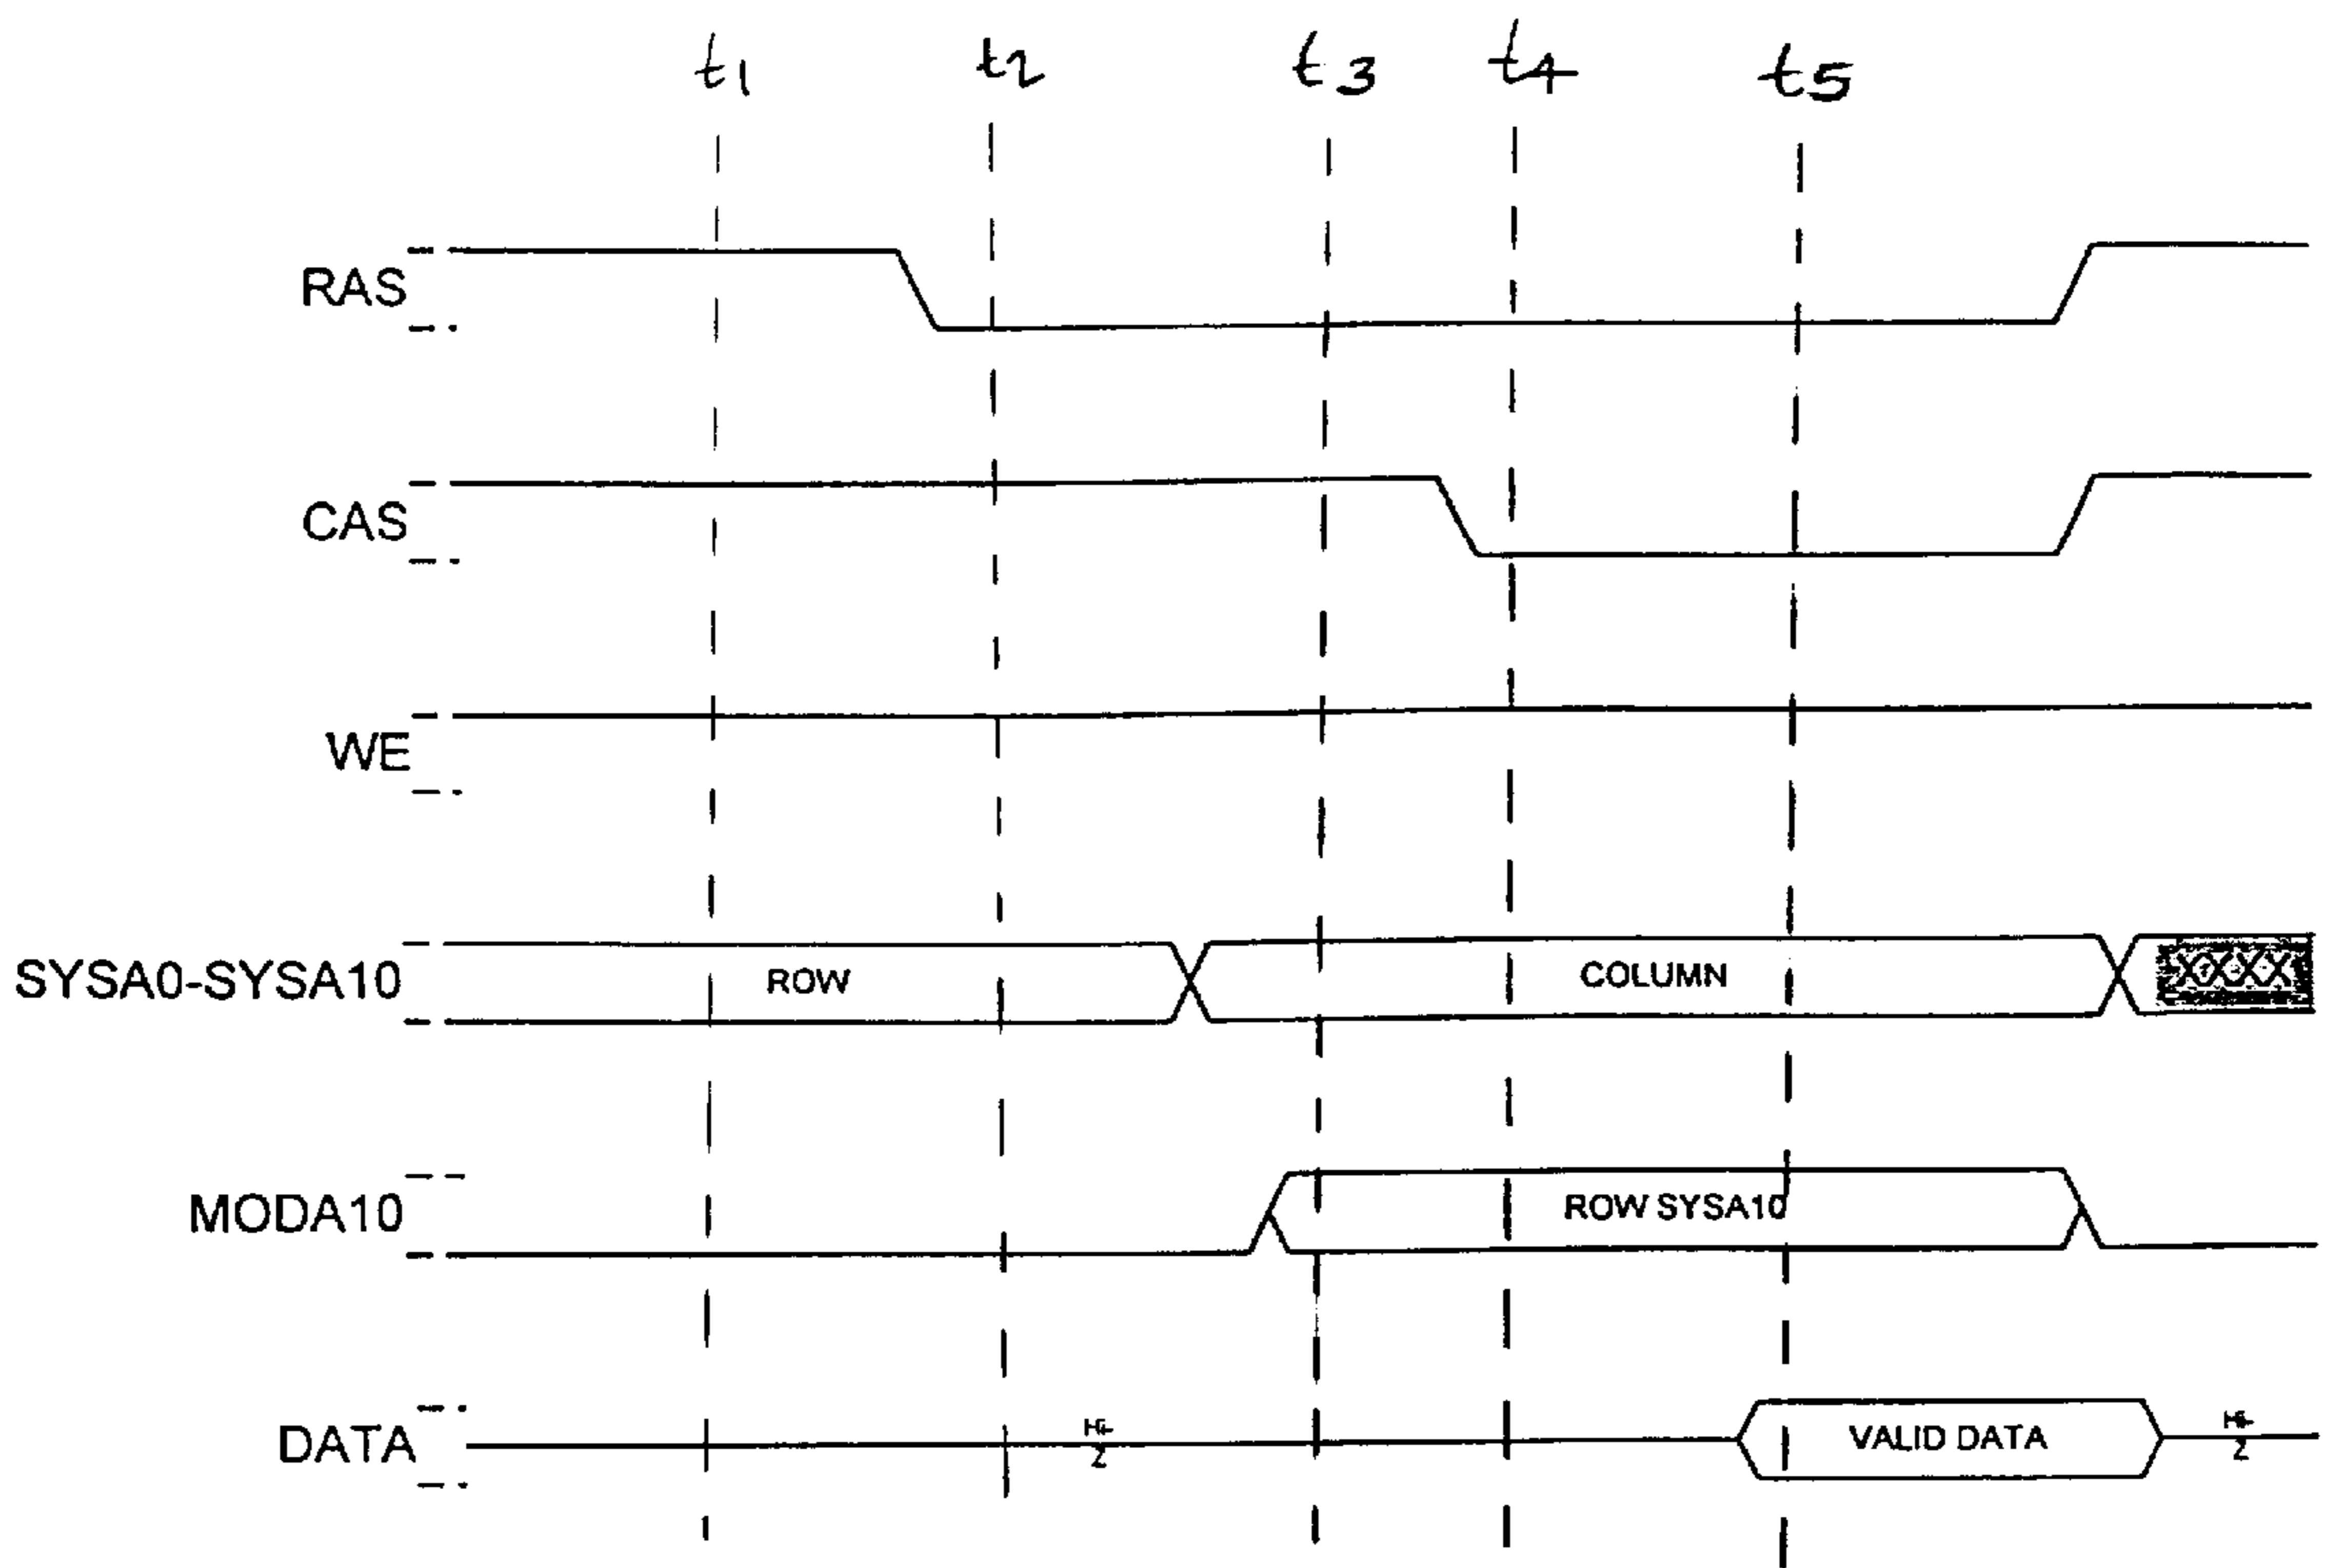 t1 t2 t3 t4 t5
RAS
CAS
WE
SYSA0-SYSA10 ROW COLUMN XXXX
MODA10 ROW SYSA10
DATA Hi-Z VALID DATA Hi-Z